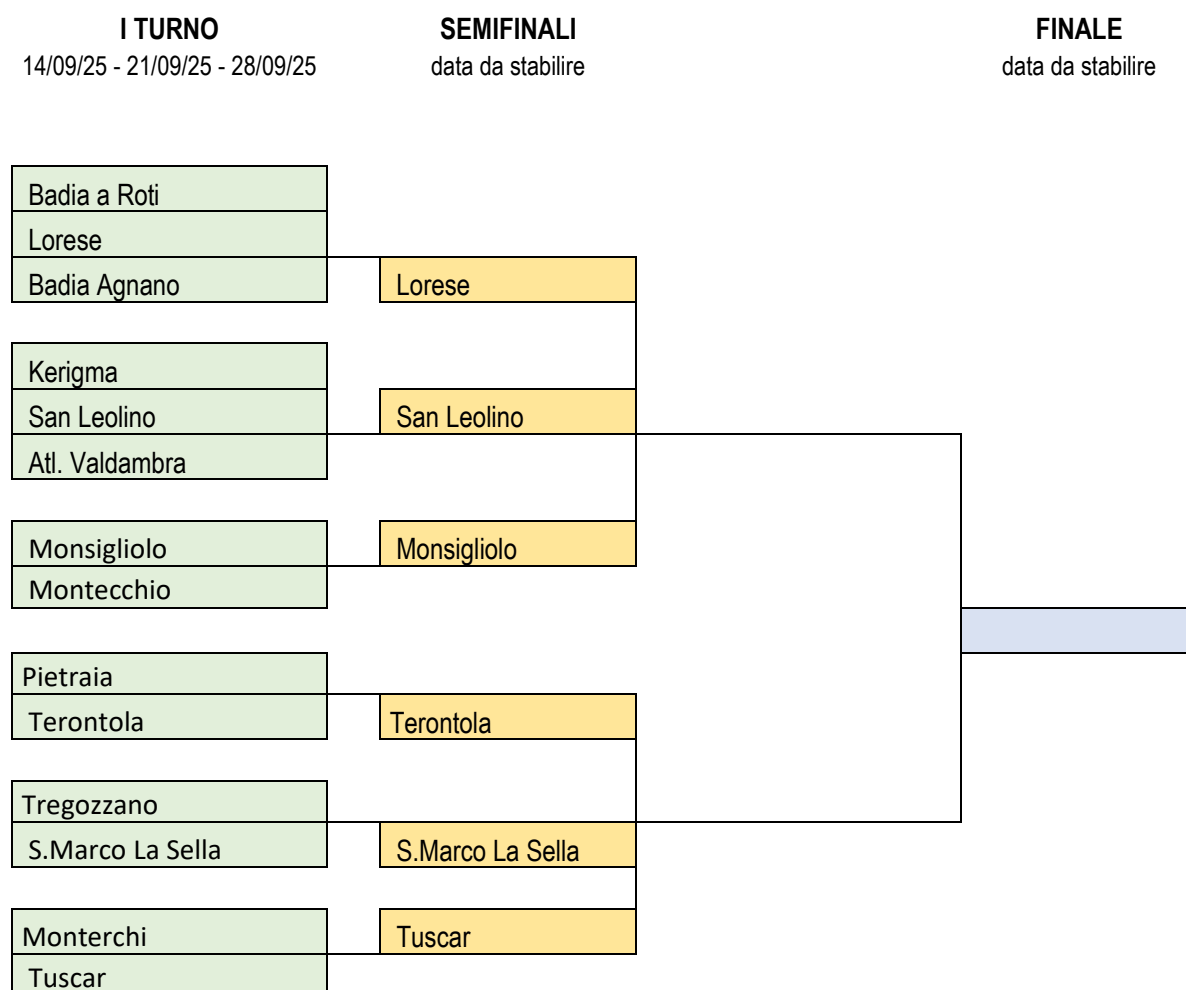 I TURNO SEMIFINALI FINALE
14/09/25 - 21/09/25 - 28/09/25 data da stabilire data da stabilire
Badia a Roti
Lorese
Badia Agnano Lorese
Kerigma
San Leolino San Leolino
Atl. Valdambra
Monsigliolo Monsigliolo
Montecchio
Pietraia
Terontola Terontola
Tregozzano
S.Marco La Sella S.Marco La Sella
Monterchi Tuscar
Tuscar